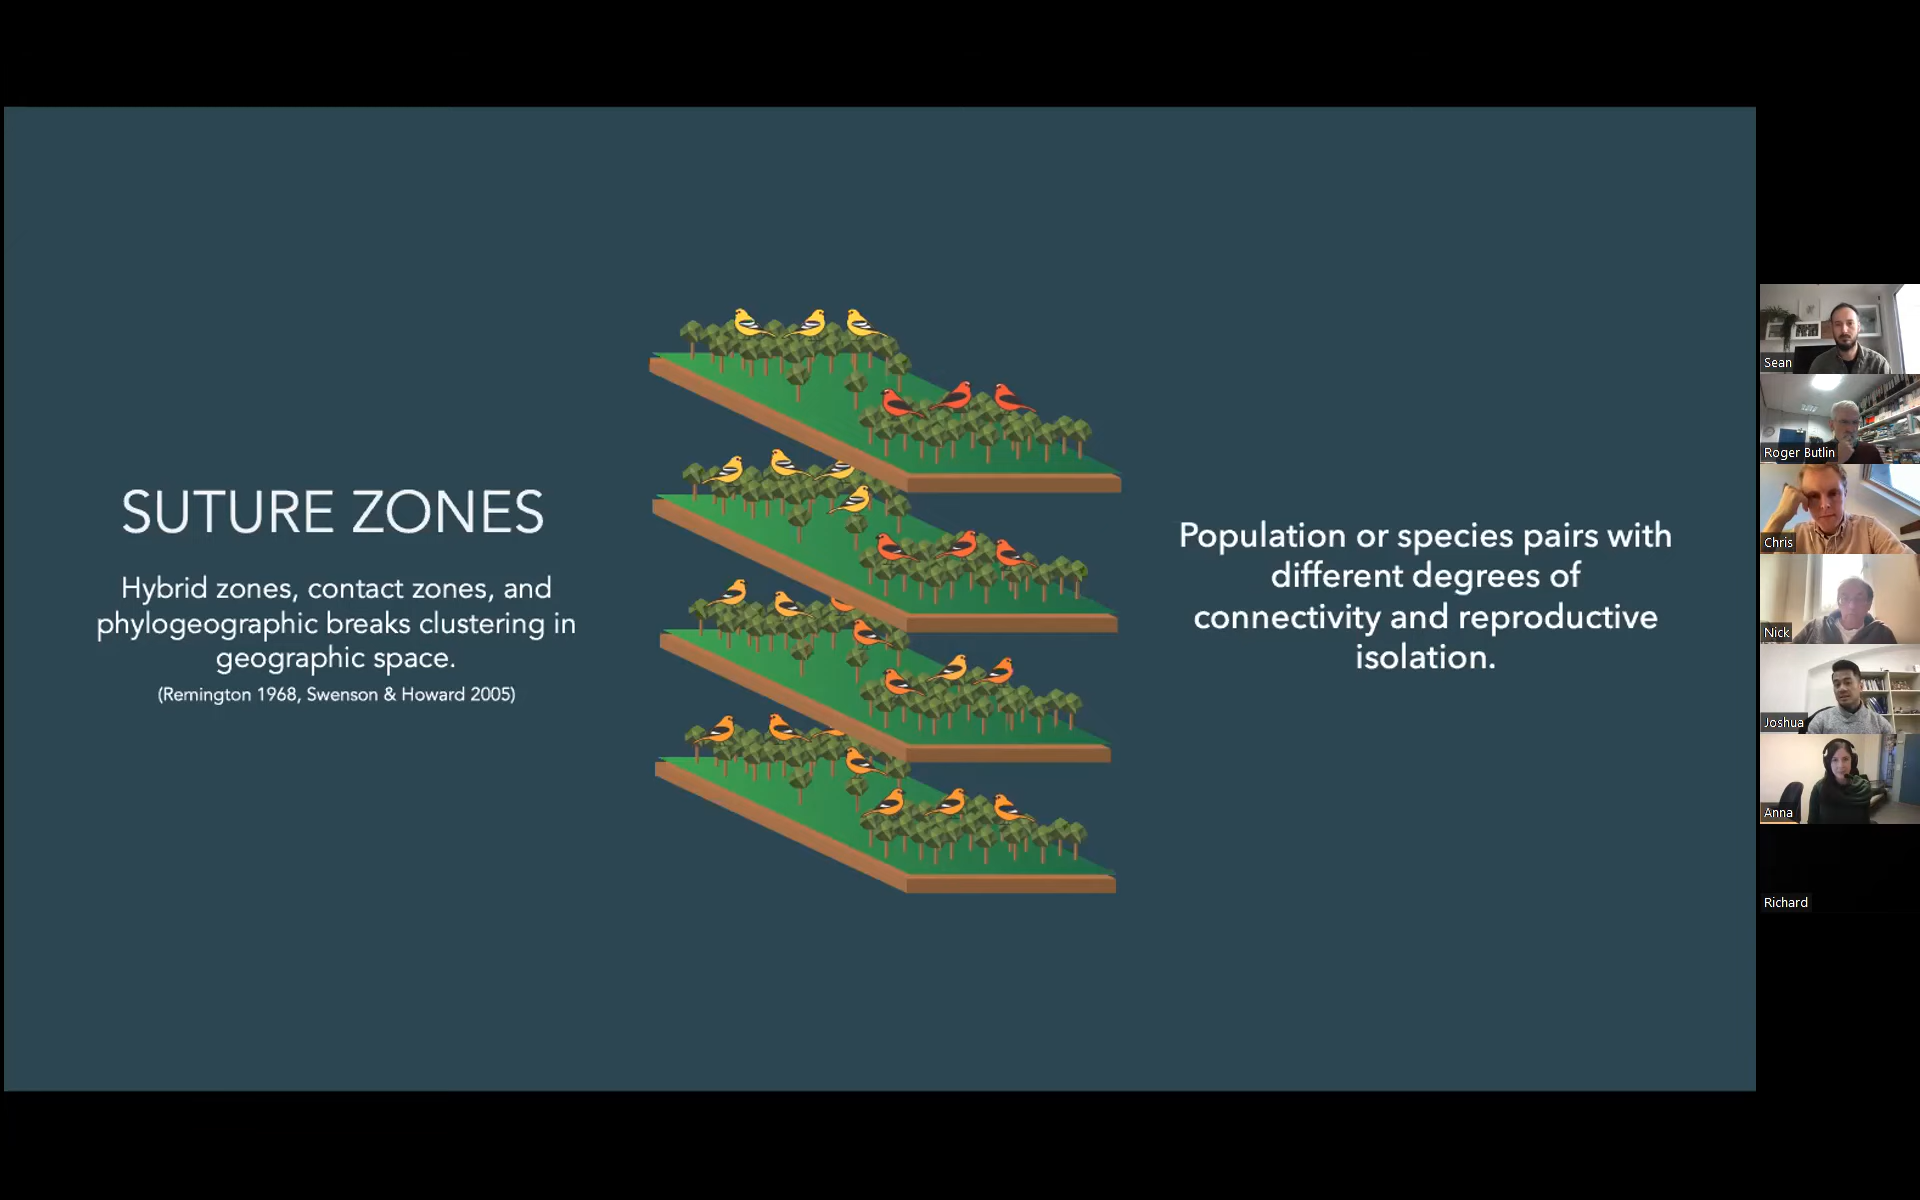 SUTURE ZONES
Hybrid zones, contact zones, and
phylogeographic breaks clustering in
geographic space.
(Remington 1968, Swenson & Howard 2005)
Population or species pairs with
different degrees of
connectivity and reproductive
isolation.
Sean
Roger Butlin
Chris
Nick
Joshua
Anna
Richard